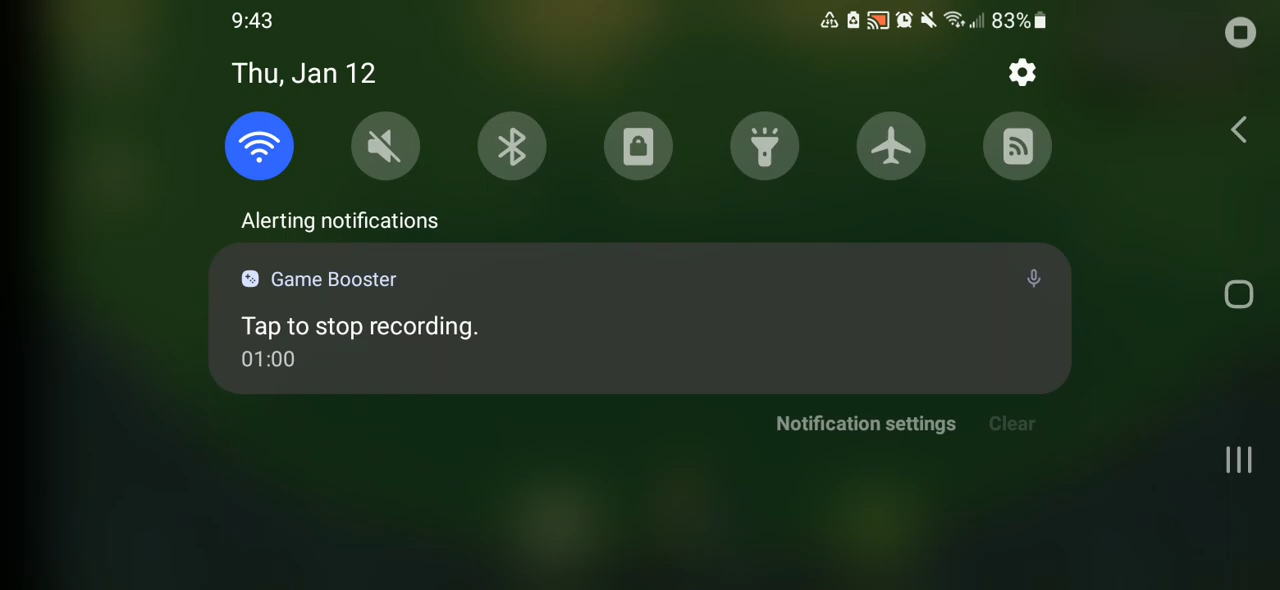 9:43
83%
Thu, Jan 12
Alerting notifications
Game Booster
Tap to stop recording.
01:00
Notification settings Clear